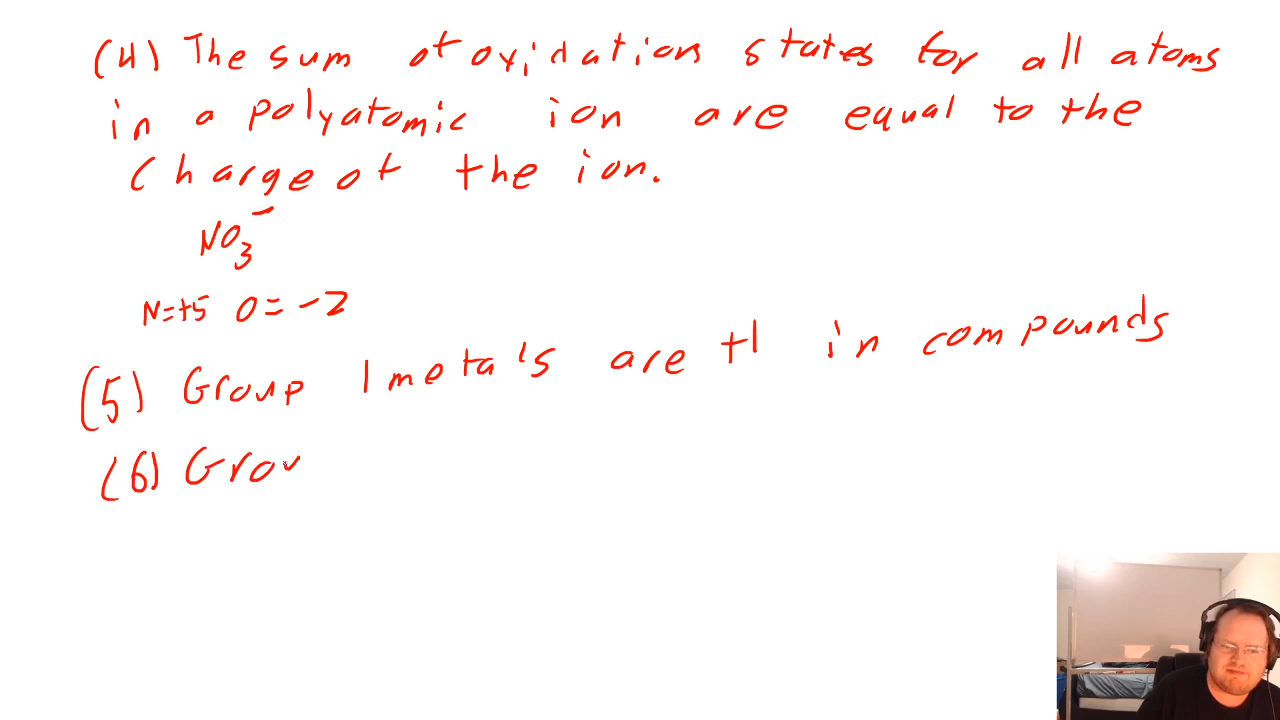 (4) The sum of oxidation states for all atoms
in a polyatomic ion are equal to the
charge of the ion.
NO3-
N=+5 O=-2
(5) Group 1 metals are +1 in compounds
(6) Grou